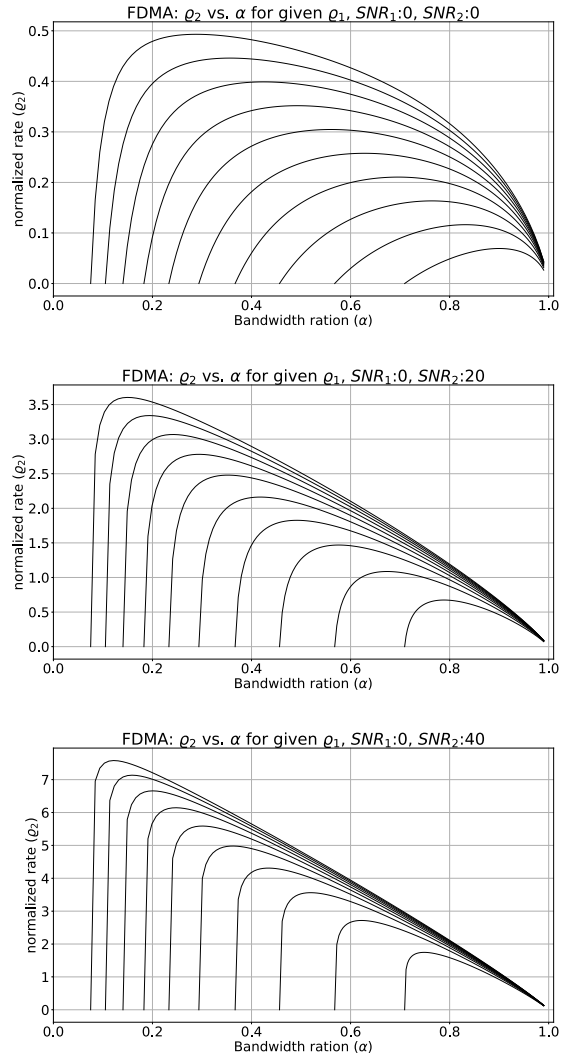 FDMA: ϱ₂ vs. α for given ϱ₁, SNR₁:0, SNR₂:0
0.5
0.4
0.3
0.2
0.1
0.0
normalized rate (ϱ₂)
0.0 0.2 0.4 0.6 0.8 1.0
Bandwidth ration (α)
FDMA: ϱ₂ vs. α for given ϱ₁, SNR₁:0, SNR₂:20
3.5
3.0
2.5
2.0
1.5
1.0
0.5
0.0
normalized rate (ϱ₂)
0.0 0.2 0.4 0.6 0.8 1.0
Bandwidth ration (α)
FDMA: ϱ₂ vs. α for given ϱ₁, SNR₁:0, SNR₂:40
7
6
5
4
3
2
1
0
normalized rate (ϱ₂)
0.0 0.2 0.4 0.6 0.8 1.0
Bandwidth ration (α)